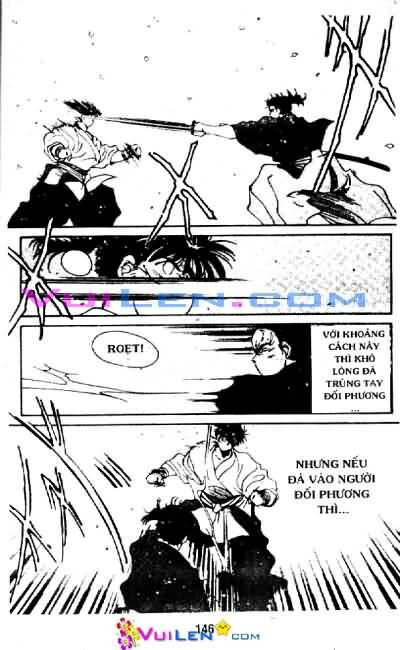 VuiLen.com
ROẸT!
VỚI KHOẢNG
CÁCH NÀY
THÌ KHÓ
LÒNG ĐÁ
TRÚNG TAY
ĐỐI PHƯƠNG
...
NHƯNG NẾU
ĐÁ VÀO NGƯỜI
ĐỐI PHƯƠNG
THÌ...
146
VuiLen.com